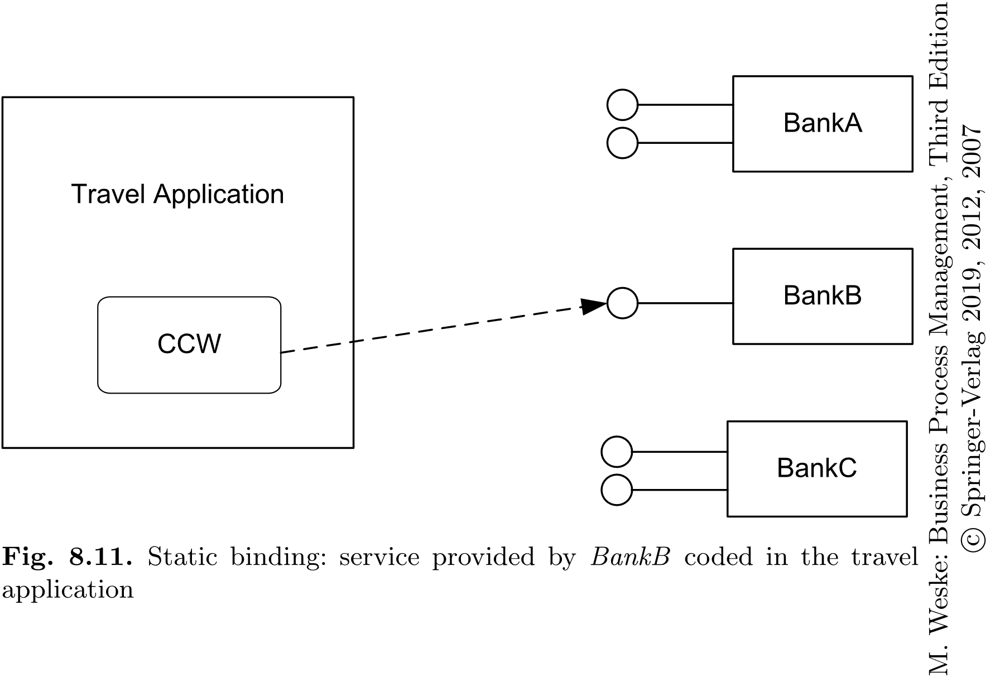 Travel Application
CCW
BankA
BankB
BankC
Fig. 8.11. Static binding: service provided by BankB coded in the travel
application
M. Weske: Business Process Management, Third Edition
© Springer-Verlag 2019, 2012, 2007